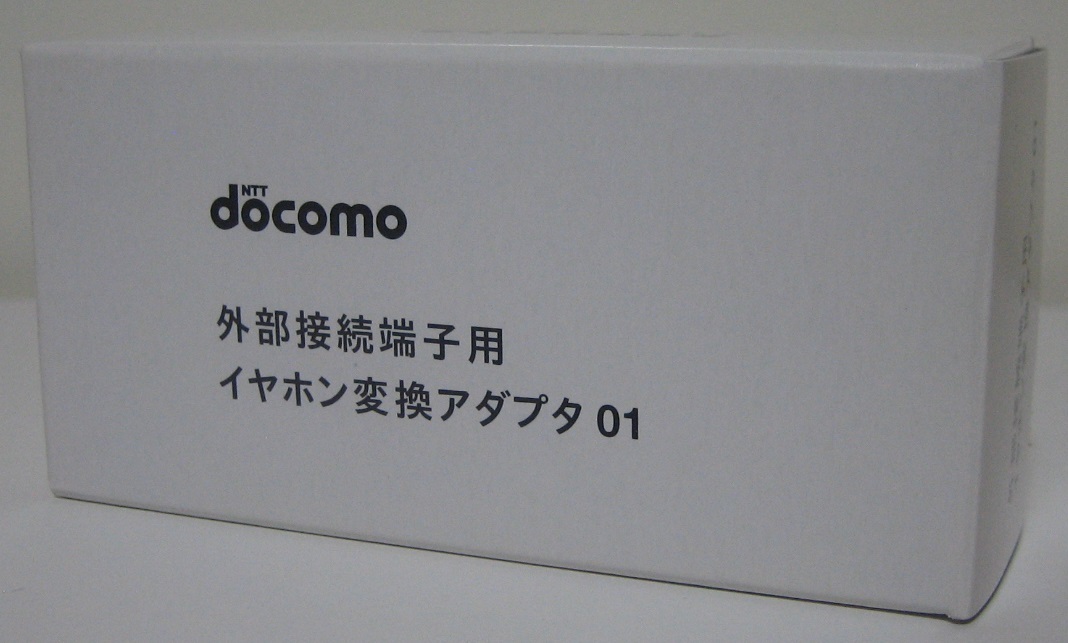 NTT
docomo
外部接続端子用
イヤホン変換アダプタ 01